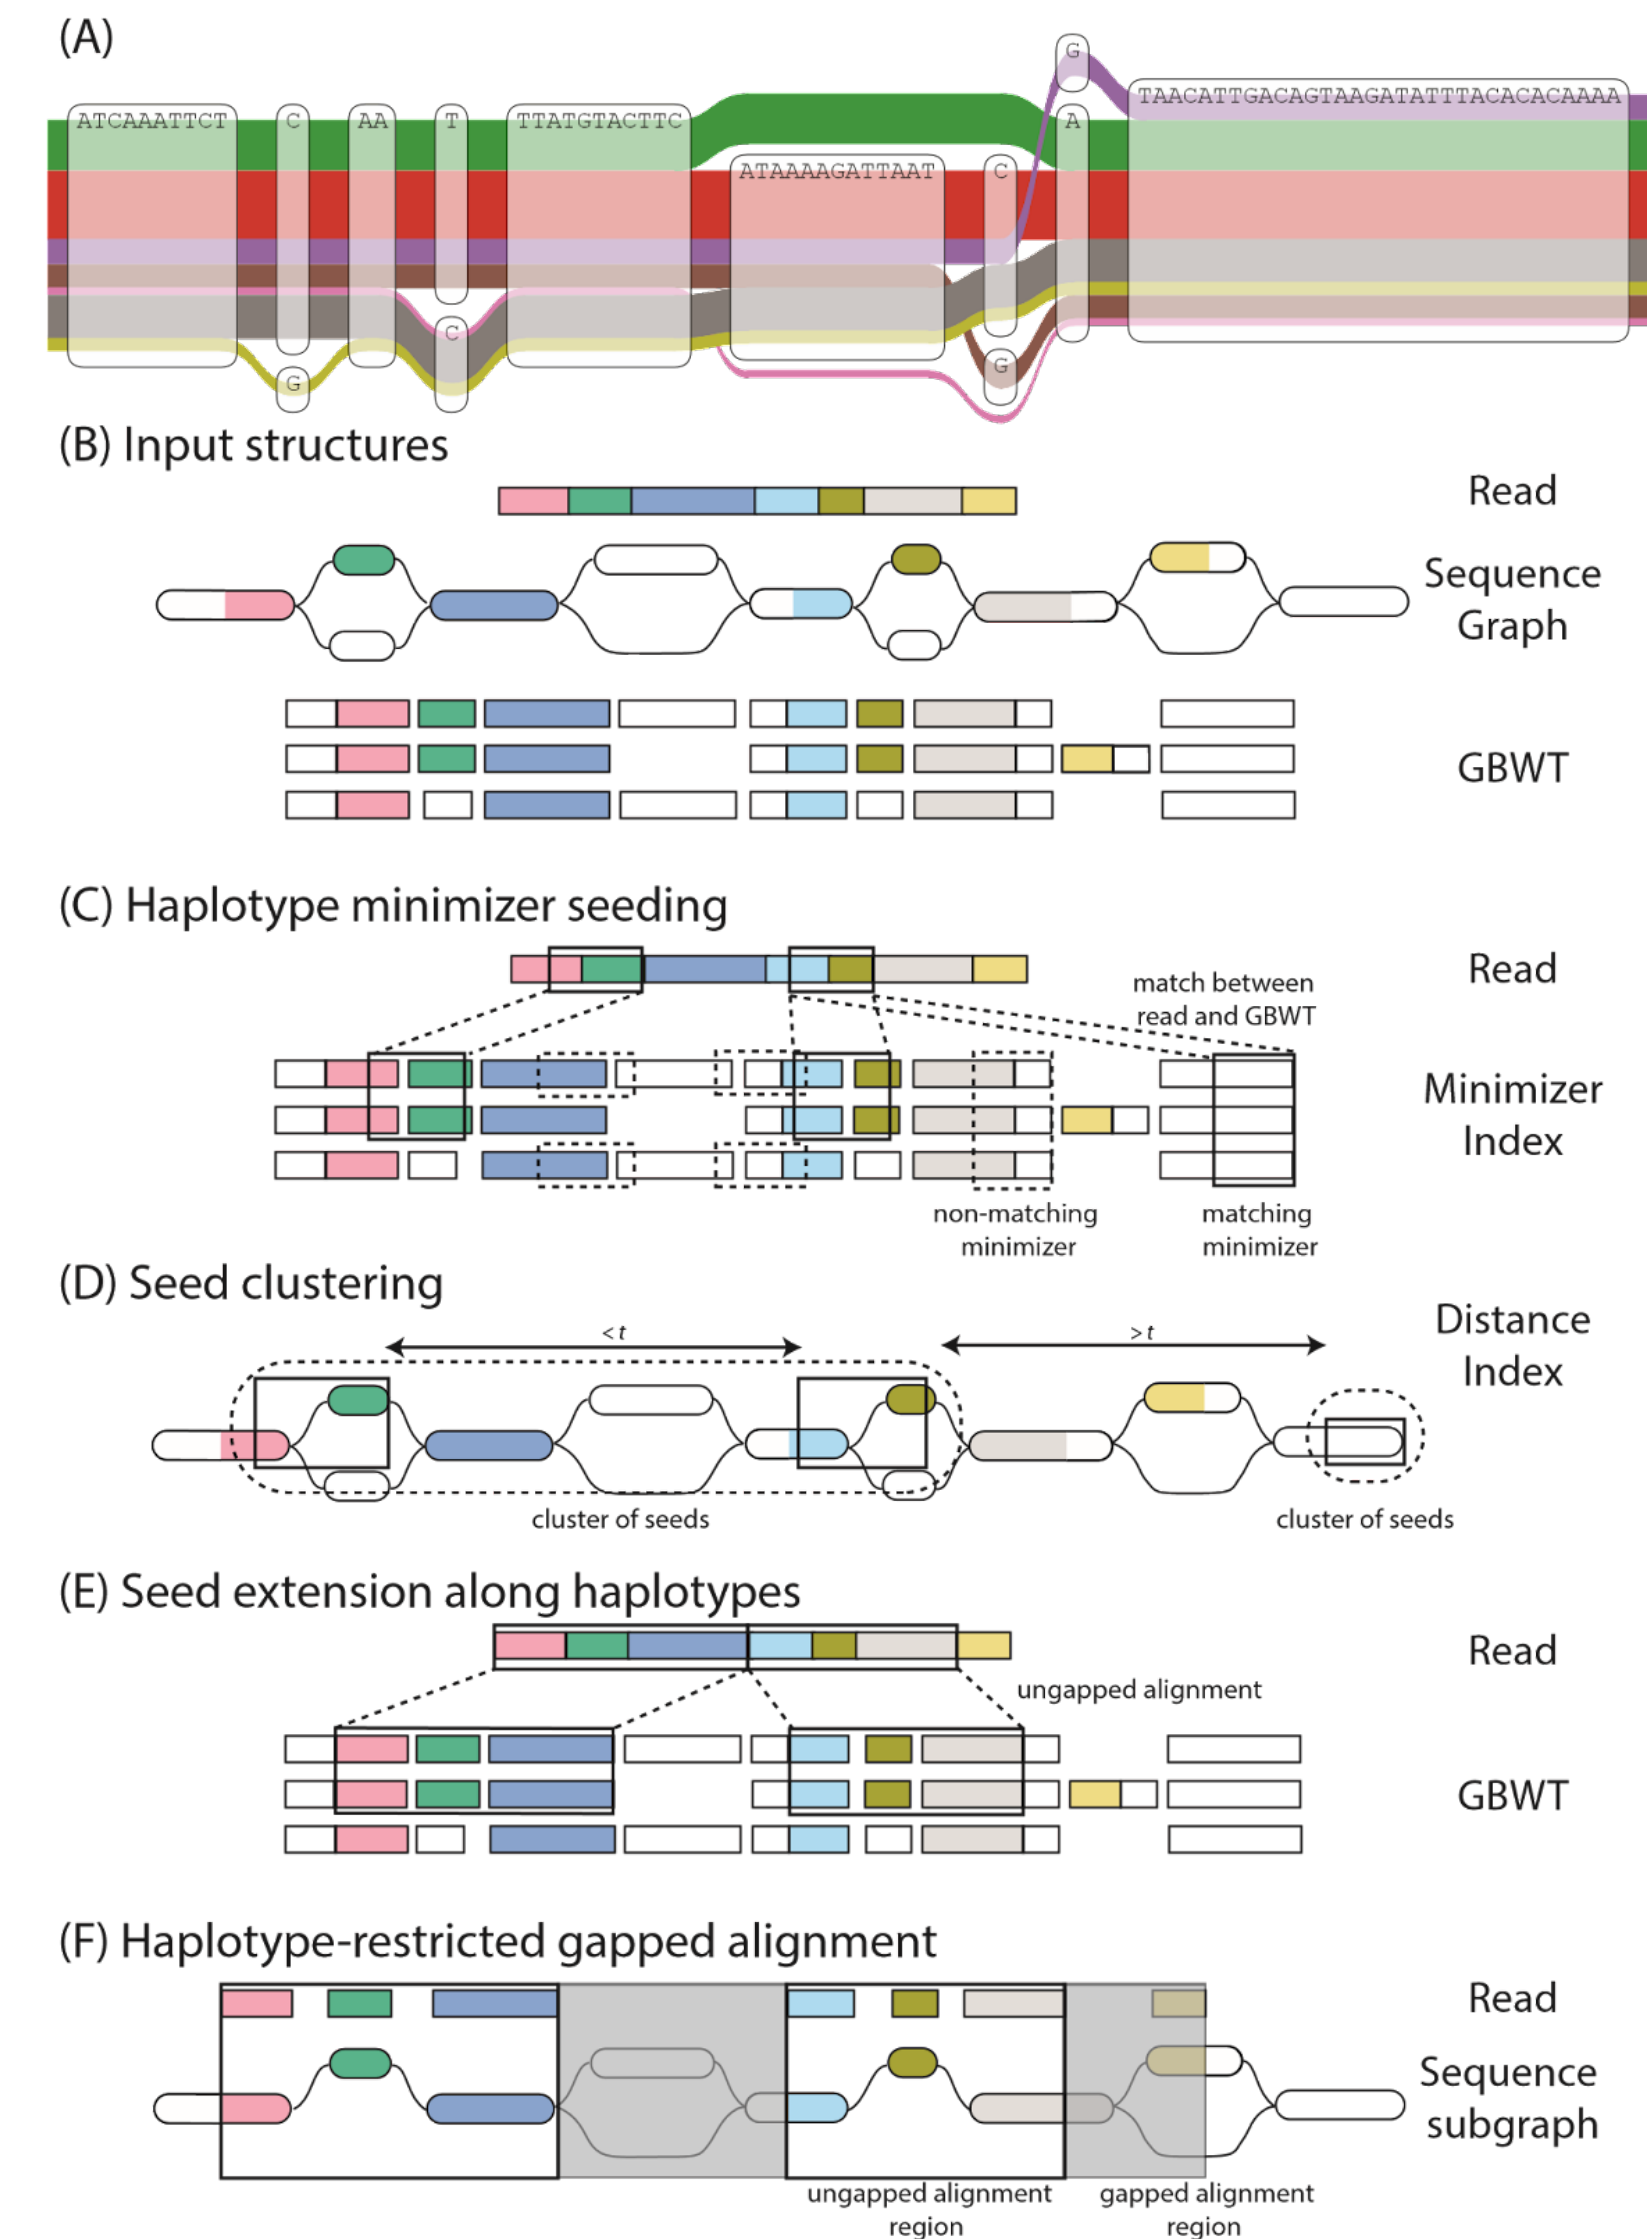 (A)
G
ATCAAATTCT
C
AA
T
TTATGTACTTC
A
TAACATTGACAGTAAGATATTTACACACAAAA
ATAAAAGATTAAT
C
C
G
G
(B) Input structures
Read
Sequence
Graph
GBWT
(C) Haplotype minimizer seeding
Read
match between
read and GBWT
Minimizer
Index
non-matching
minimizer
matching
minimizer
(D) Seed clustering
Distance
Index
< t
> t
cluster of seeds
cluster of seeds
(E) Seed extension along haplotypes
Read
ungapped alignment
GBWT
(F) Haplotype-restricted gapped alignment
Read
Sequence
subgraph
ungapped alignment
region
gapped alignment
region